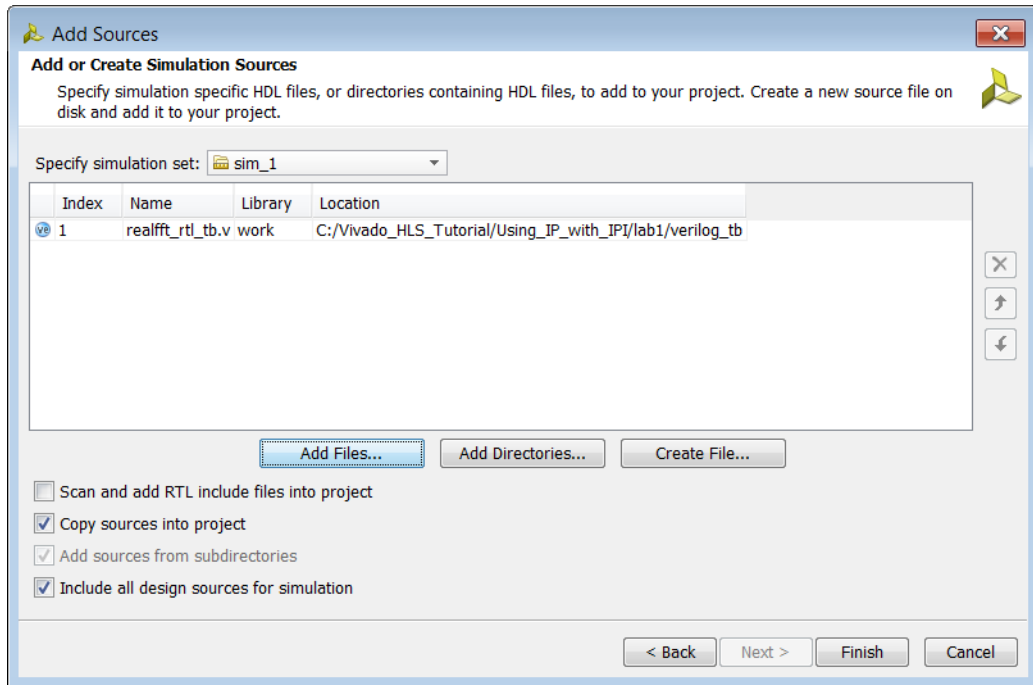 Add Sources
Add or Create Simulation Sources
Specify simulation specific HDL files, or directories containing HDL files, to add to your project. Create a new source file on
disk and add it to your project.
Specify simulation set: sim_1
Index Name Library Location
1 realfft_rtl_tb.v work C:/Vivado_HLS_Tutorial/Using_IP_with_IPI/lab1/verilog_tb
Add Files... Add Directories... Create File...
Scan and add RTL include files into project
Copy sources into project
Add sources from subdirectories
Include all design sources for simulation
< Back Next > Finish Cancel